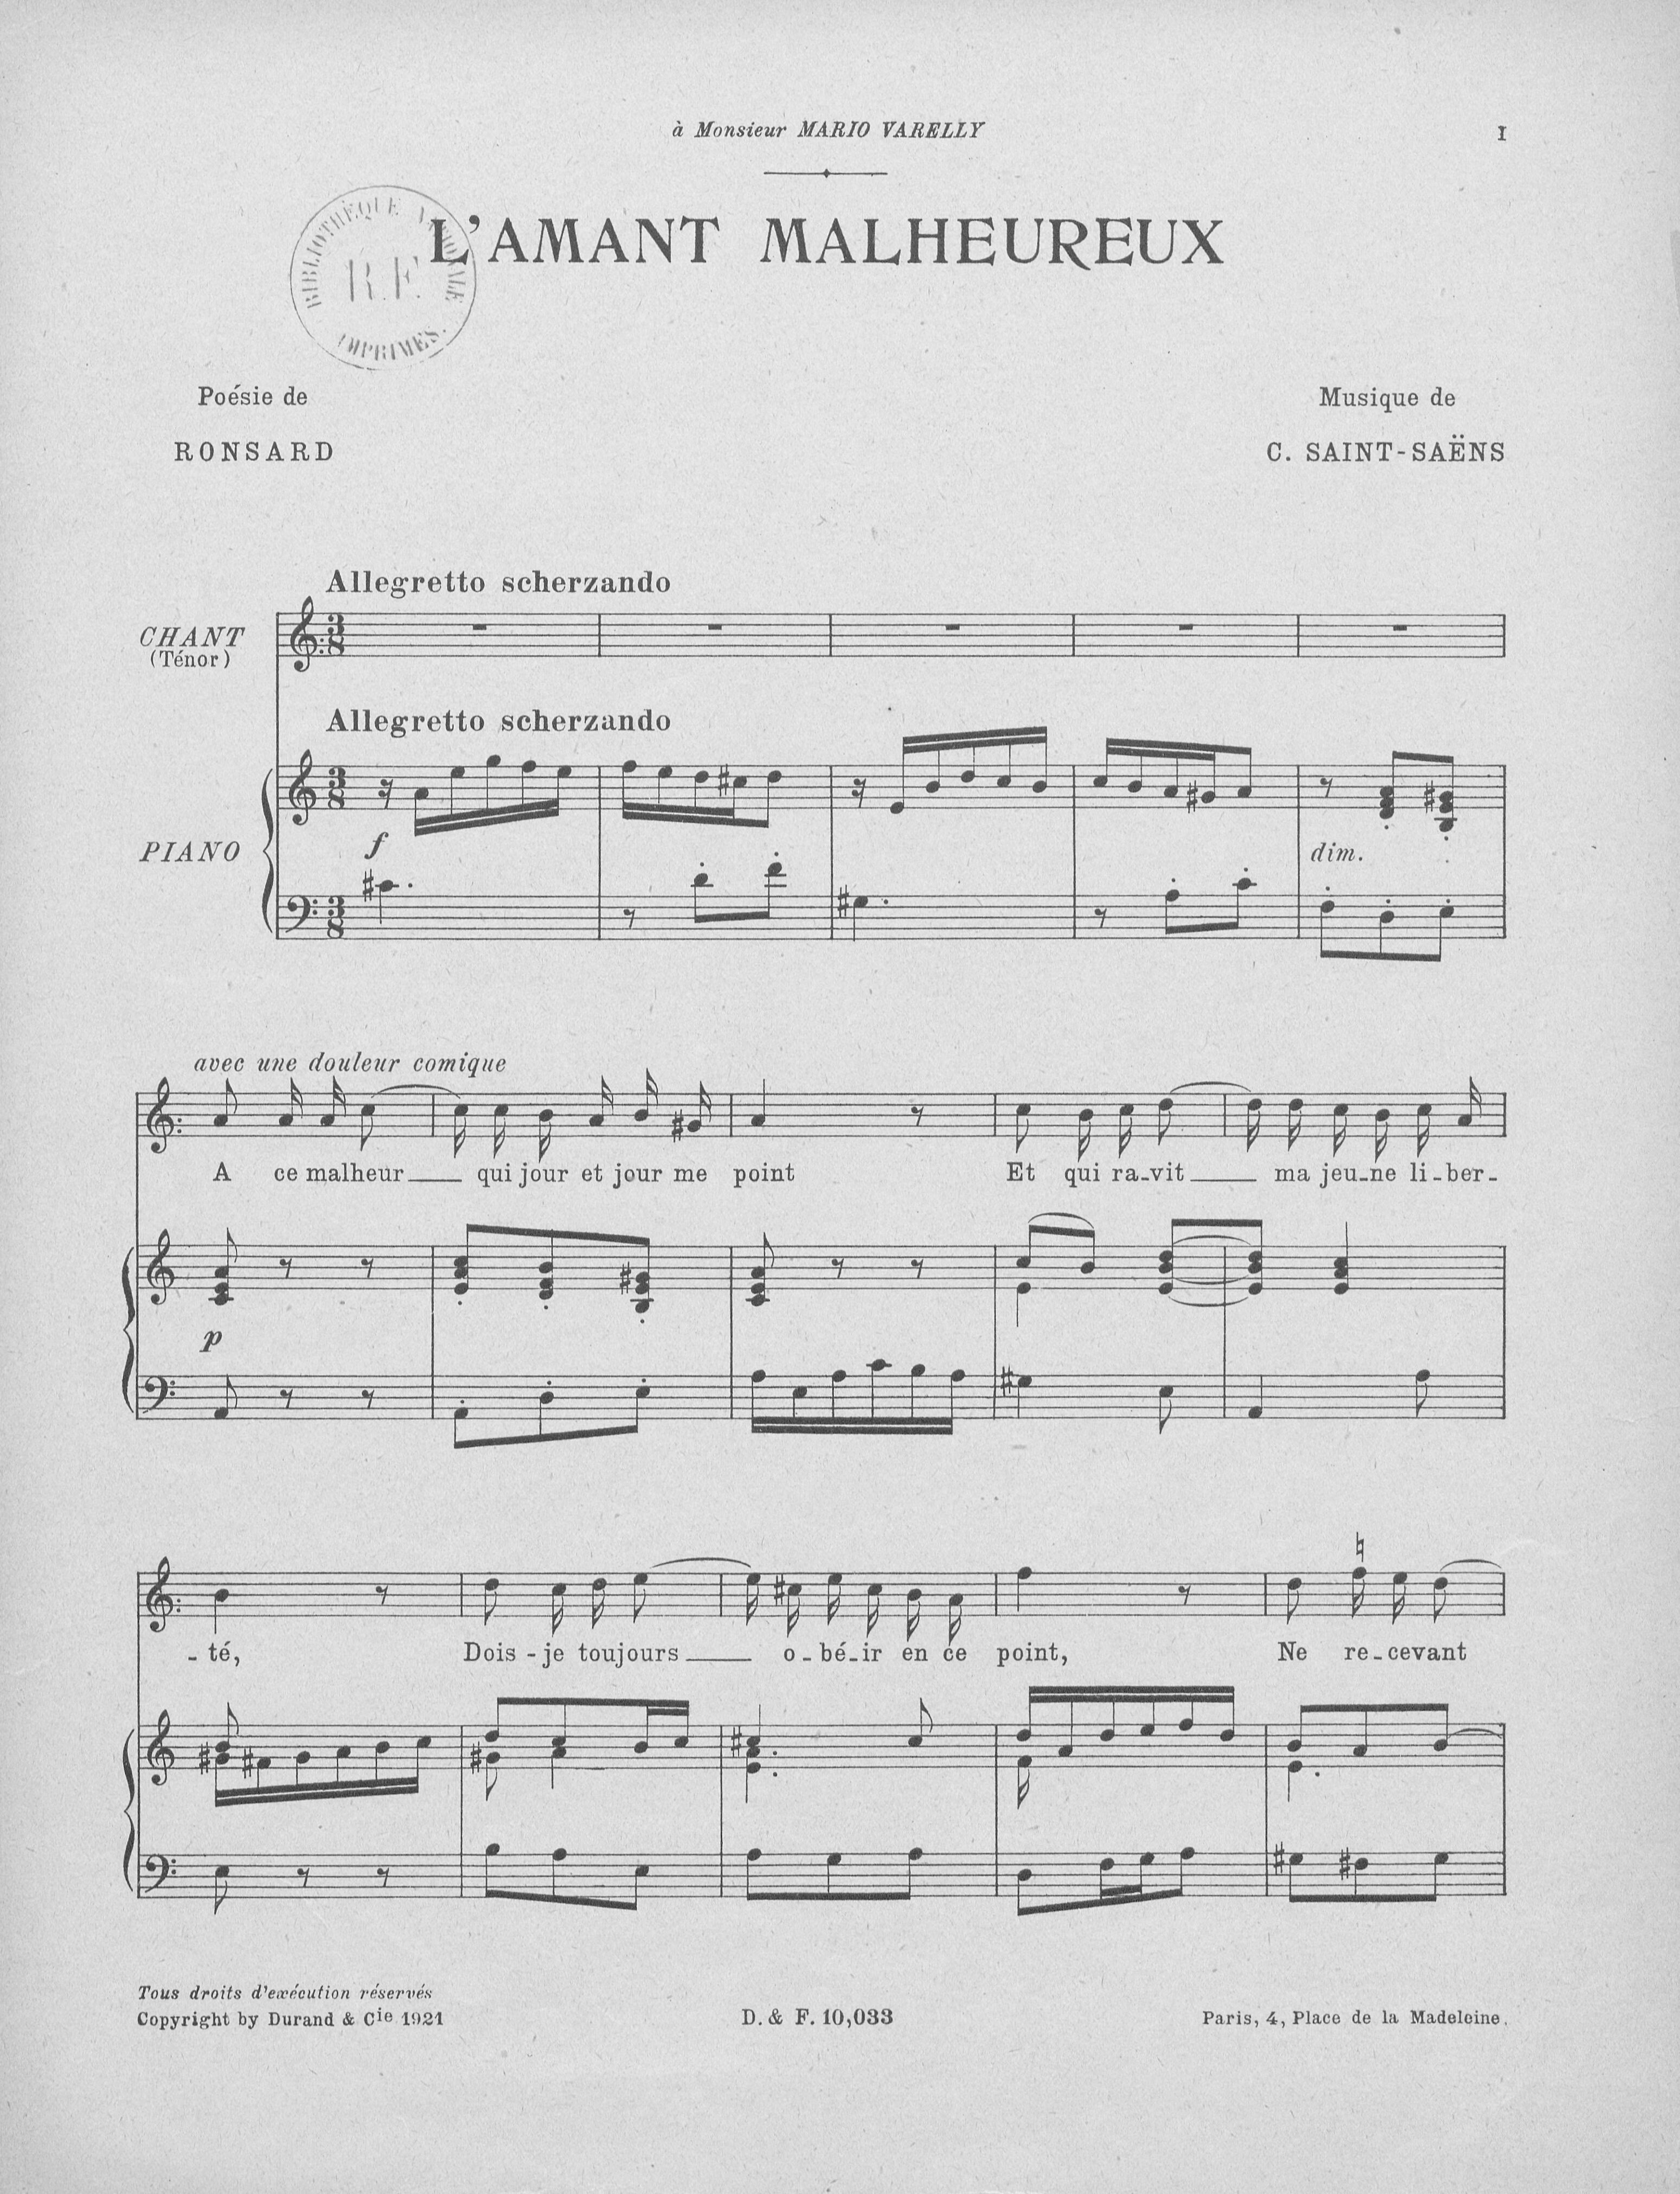 à Monsieur MARIO VARELLY
1
L'AMANT MALHEUREUX
BIBLIOTHÈQUE NATIONALE
R.F.
IMPRIMÉS.
Poésie de
RONSARD
Musique de
C. SAINT-SAËNS
Allegretto scherzando
CHANT
(Ténor)
Allegretto scherzando
PIANO
f
dim.
avec une douleur comique
A ce malheur qui jour et jour me point Et qui ra-vit ma jeu-ne li-ber-
p
- té, Dois-je toujours o-bé-ir en ce point, Ne re-cevant
Tous droits d'exécution réservés
Copyright by Durand & Cie 1921
D. & F. 10,033
Paris, 4, Place de la Madeleine.